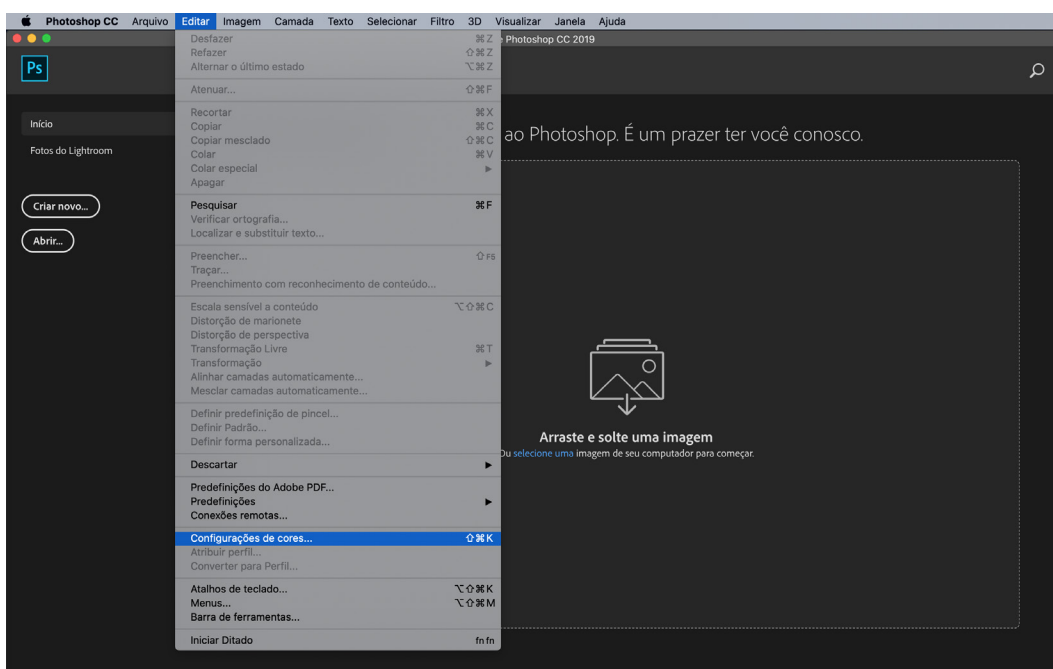 Photoshop CC Arquivo Editar Imagem Camada Texto Selecionar Filtro 3D Visualizar Janela Ajuda
Photoshop CC 2019
Ps
Início
Fotos do Lightroom
Criar novo...
Abrir...
Desfazer ⌘Z
Refazer ⇧⌘Z
Alternar o último estado ⌥⌘Z
Atenuar... ⇧⌘F
Recortar ⌘X
Copiar ⌘C
Copiar mesclado ⇧⌘C
Colar ⌘V
Colar especial ▶
Apagar
Pesquisar ⌘F
Verificar ortografia...
Localizar e substituir texto...
Preencher... ⇧F5
Traçar...
Preenchimento com reconhecimento de conteúdo...
Escala sensível a conteúdo ⌥⇧⌘C
Distorção de marionete
Distorção de perspectiva
Transformação Livre ⌘T
Transformação ▶
Alinhar camadas automaticamente...
Mesclar camadas automaticamente...
Definir predefinição de pincel...
Definir Padrão...
Definir forma personalizada...
Descartar ▶
Predefinições do Adobe PDF...
Predefinições ▶
Conexões remotas...
Configurações de cores... ⇧⌘K
Atribuir perfil...
Converter para Perfil...
Atalhos de teclado... ⌥⇧⌘K
Menus... ⌥⇧⌘M
Barra de ferramentas...
Iniciar Ditado fn fn
ao Photoshop. É um prazer ter você conosco.
Arraste e solte uma imagem
Ou selecione uma imagem de seu computador para começar.